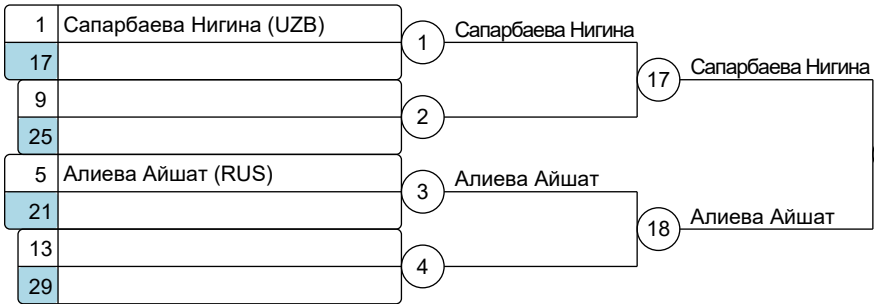 1 Сапарбаева Нигина (UZB)
17
1 Сапарбаева Нигина
9
25
2
17 Сапарбаева Нигина
5 Алиева Айшат (RUS)
21
3 Алиева Айшат
13
29
4
18 Алиева Айшат